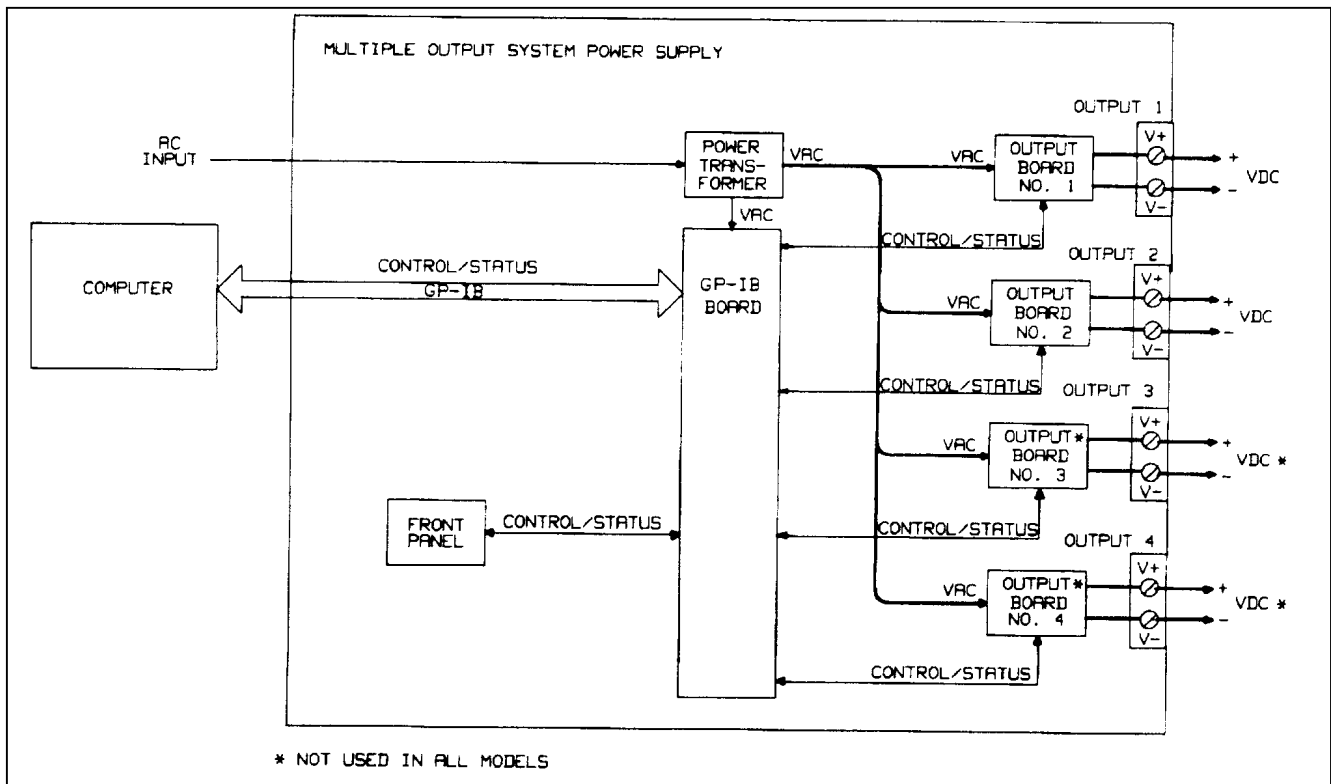 MULTIPLE OUTPUT SYSTEM POWER SUPPLY
AC
INPUT
POWER
TRANS-
FORMER
VAC
VAC
VAC
OUTPUT
BOARD
NO. 1
OUTPUT 1
V+
V-
+
-
VDC
CONTROL/STATUS
COMPUTER
CONTROL/STATUS
GP-IB
GP-IB
BOARD
VAC
OUTPUT
BOARD
NO. 2
OUTPUT 2
V+
V-
+
-
VDC
CONTROL/STATUS
VAC
OUTPUT*
BOARD
NO. 3
OUTPUT 3
V+
V-
+
-
VDC *
CONTROL/STATUS
FRONT
PANEL
CONTROL/STATUS
VAC
OUTPUT*
BOARD
NO. 4
OUTPUT 4
V+
V-
+
-
VDC *
CONTROL/STATUS
* NOT USED IN ALL MODELS